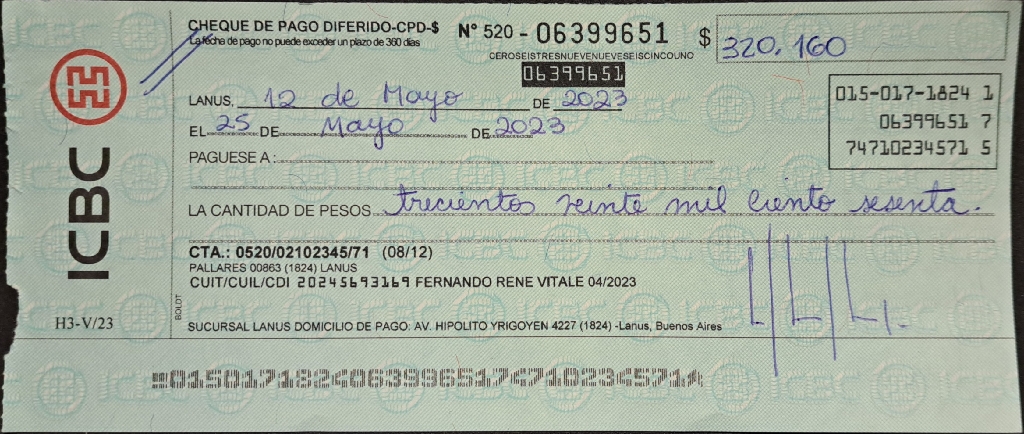 CHEQUE DE PAGO DIFERIDO-CPD-$ N° 520 - 06399651 $ 320.160
La fecha de pago no puede exceder un plazo de 360 días
CEROSEISTRESNUEVENUEVESEISCINCOUNO
06399651
015-017-1824 1
06399651 7
74710234571 5
LANUS, 12 de Mayo DE 2023
EL 25 DE Mayo DE 2023
PAGUESE A :
LA CANTIDAD DE PESOS trecientos veinte mil ciento sesenta.
ICBC
CTA.: 0520/02102345/71 (08/12)
PALLARES 00863 (1824) LANUS
CUIT/CUIL/CDI 20245693169 FERNANDO RENE VITALE 04/2023
BOLDT
H3-V/23
SUCURSAL LANUS DOMICILIO DE PAGO: AV. HIPOLITO YRIGOYEN 4227 (1824) -Lanus, Buenos Aires
015017182406399651747102345714